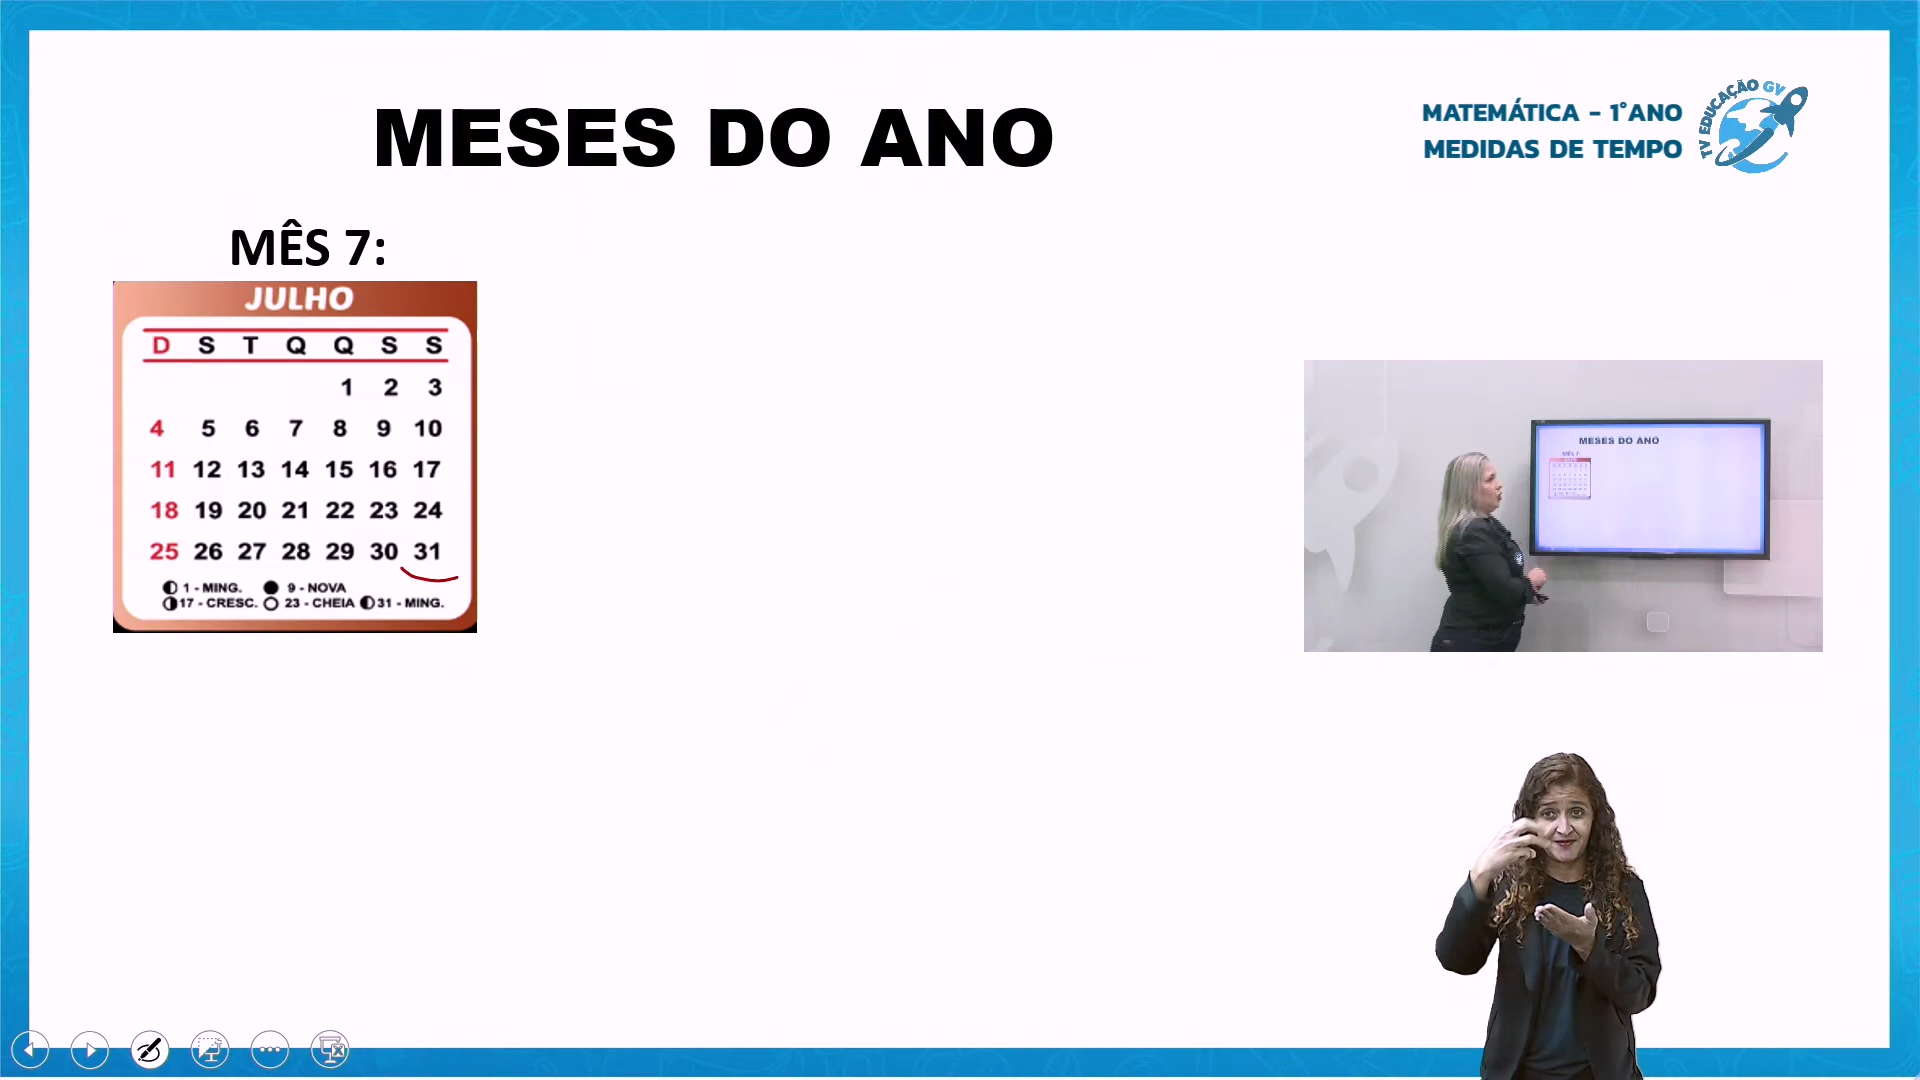 MESES DO ANO
MATEMÁTICA - 1°ANO
MEDIDAS DE TEMPO
TV EDUCAÇÃO GV
MÊS 7:
JULHO
D S T Q Q S S
1 2 3
4 5 6 7 8 9 10
11 12 13 14 15 16 17
18 19 20 21 22 23 24
25 26 27 28 29 30 31
1 - MING. 9 - NOVA
17 - CRESC. 23 - CHEIA 31 - MING.
MESES DO ANO
MÊS 7: